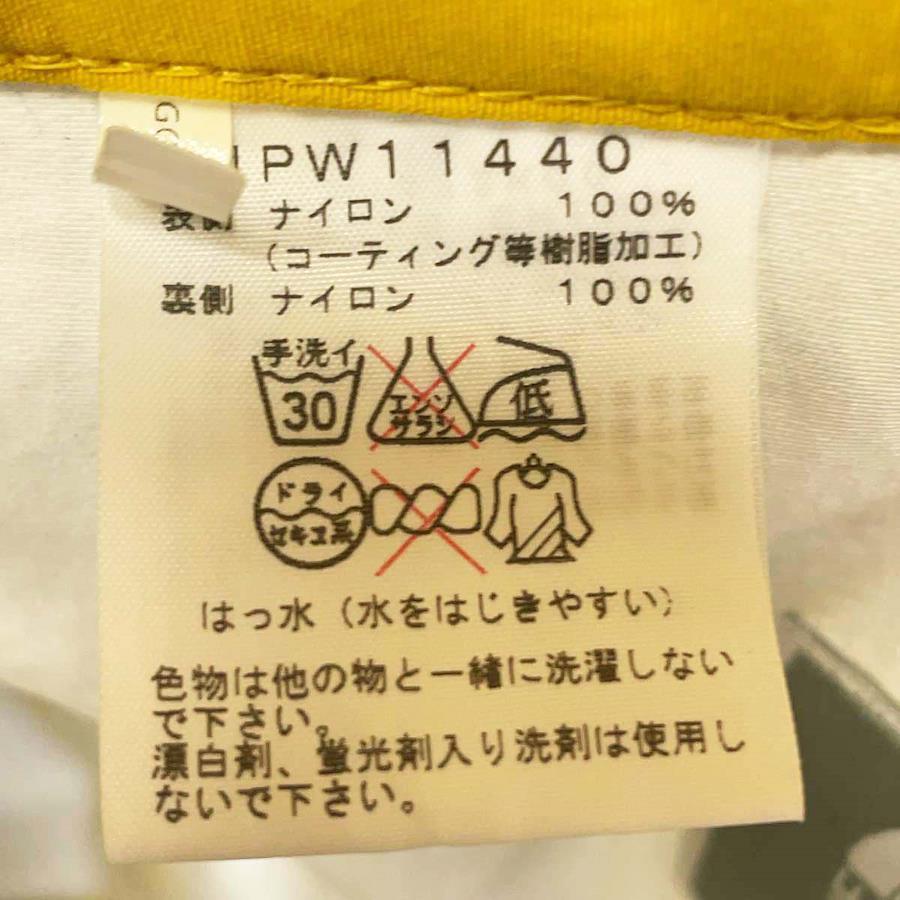 GO
PW11440
表側 ナイロン 100%
(コーティング等樹脂加工)
裏側 ナイロン 100%
手洗イ
30
エンソ
サラシ
低
ドライ
セキユ系
はっ水（水をはじきやすい）
色物は他の物と一緒に洗濯しない
で下さい。
漂白剤、蛍光剤入り洗剤は使用し
ないで下さい。